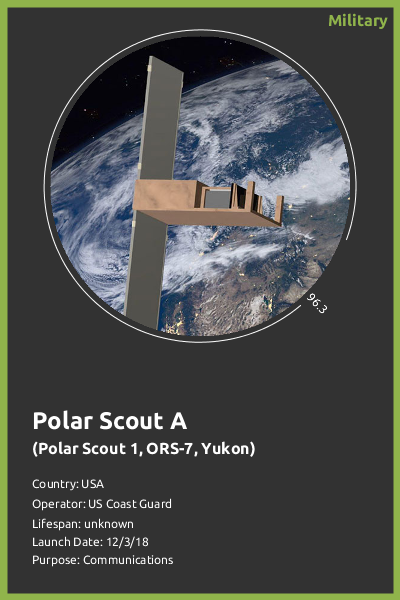 Military
96.3
Polar Scout A
(Polar Scout 1, ORS-7, Yukon)
Country: USA
Operator: US Coast Guard
Lifespan: unknown
Launch Date: 12/3/18
Purpose: Communications